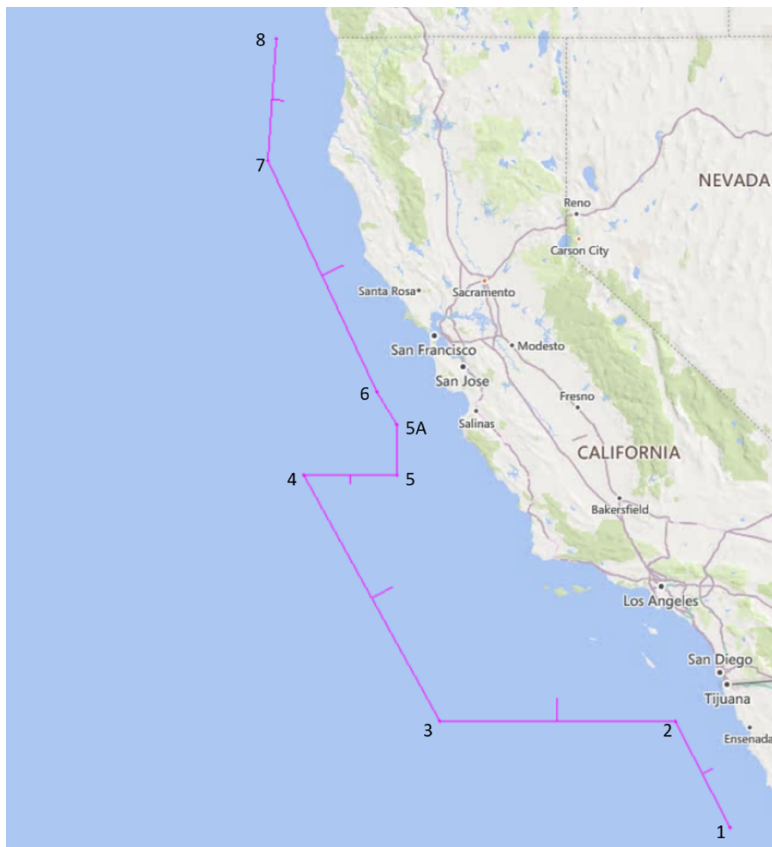 8
7
NEVADA
Reno
Carson City
Santa Rosa
Sacramento
San Francisco
Modesto
San Jose
6
Fresno
5A
Salinas
CALIFORNIA
4
5
Bakersfield
Los Angeles
San Diego
Tijuana
3
2
Ensenada
1